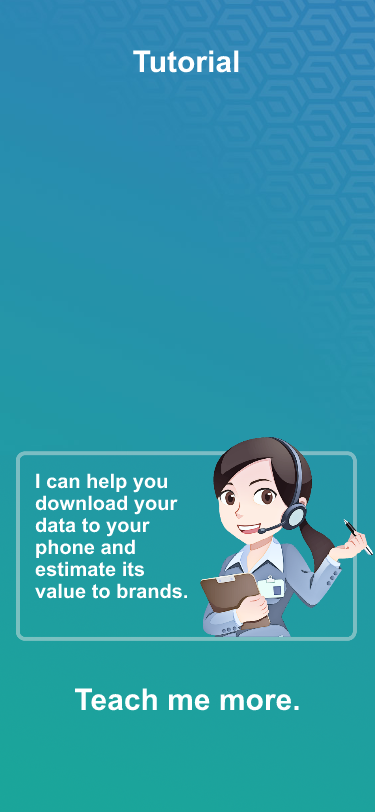 Tutorial
I can help you
download your
data to your
phone and
estimate its
value to brands.
Teach me more.